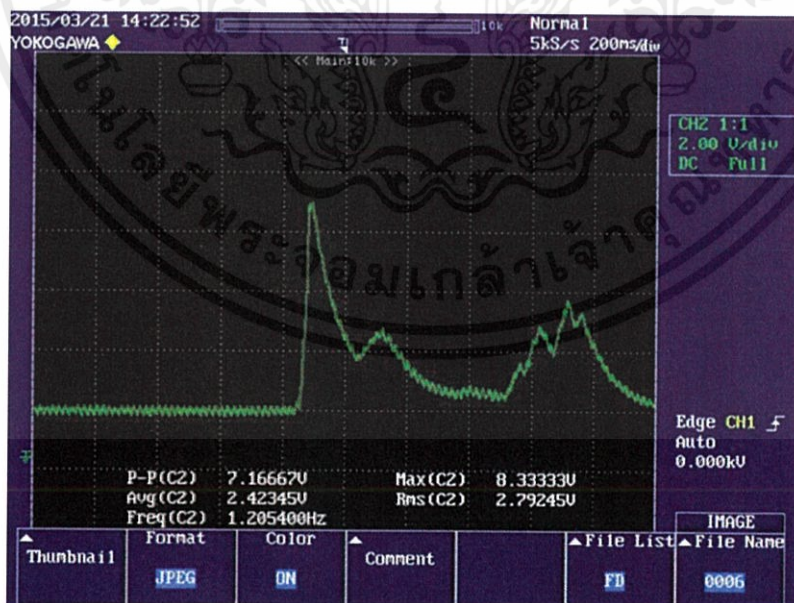 2015/03/21 14:22:52
10k
Normal
YOKOGAWA
5kS/s 200ms/div
<< Main:10k >>
CH2 1:1
2.00 V/div
DC Full
Edge CH1
Auto
0.000kV
P-P(C2) 7.16667V Max(C2) 8.33333V
Avg(C2) 2.42345V Rms(C2) 2.79245V
Freq(C2) 1.205400Hz
IMAGE
Thumbnail
Format
JPEG
Color
ON
Comment
File List
FD
File Name
0006